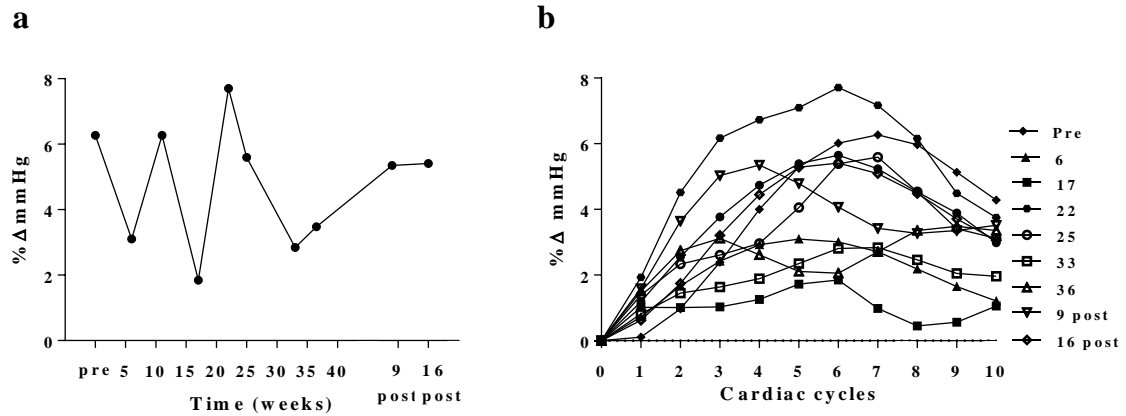 a
8
6
4
2
0
% Δ mmHg
pre 5 10 15 20 25 30 35 40 9 16
post post
Time (weeks)
b
8
6
4
2
0
% Δ mmHg
0 1 2 3 4 5 6 7 8 9 10
Cardiac cycles
Pre
6
17
22
25
33
36
9 post
16 post